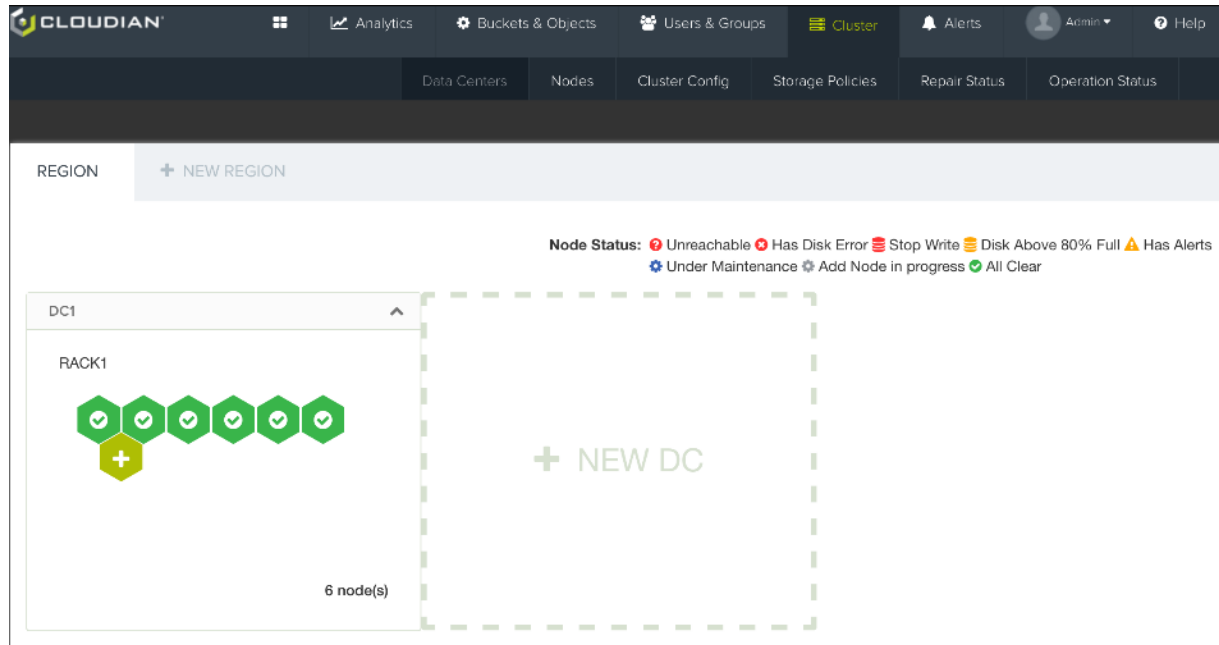 CLOUDIAN
Analytics
Buckets & Objects
Users & Groups
Cluster
Alerts
Admin
Help
Data Centers
Nodes
Cluster Config
Storage Policies
Repair Status
Operation Status
REGION
+ NEW REGION
Node Status: Unreachable Has Disk Error Stop Write Disk Above 80% Full Has Alerts
Under Maintenance Add Node in progress All Clear
DC1
RACK1
+ NEW DC
6 node(s)